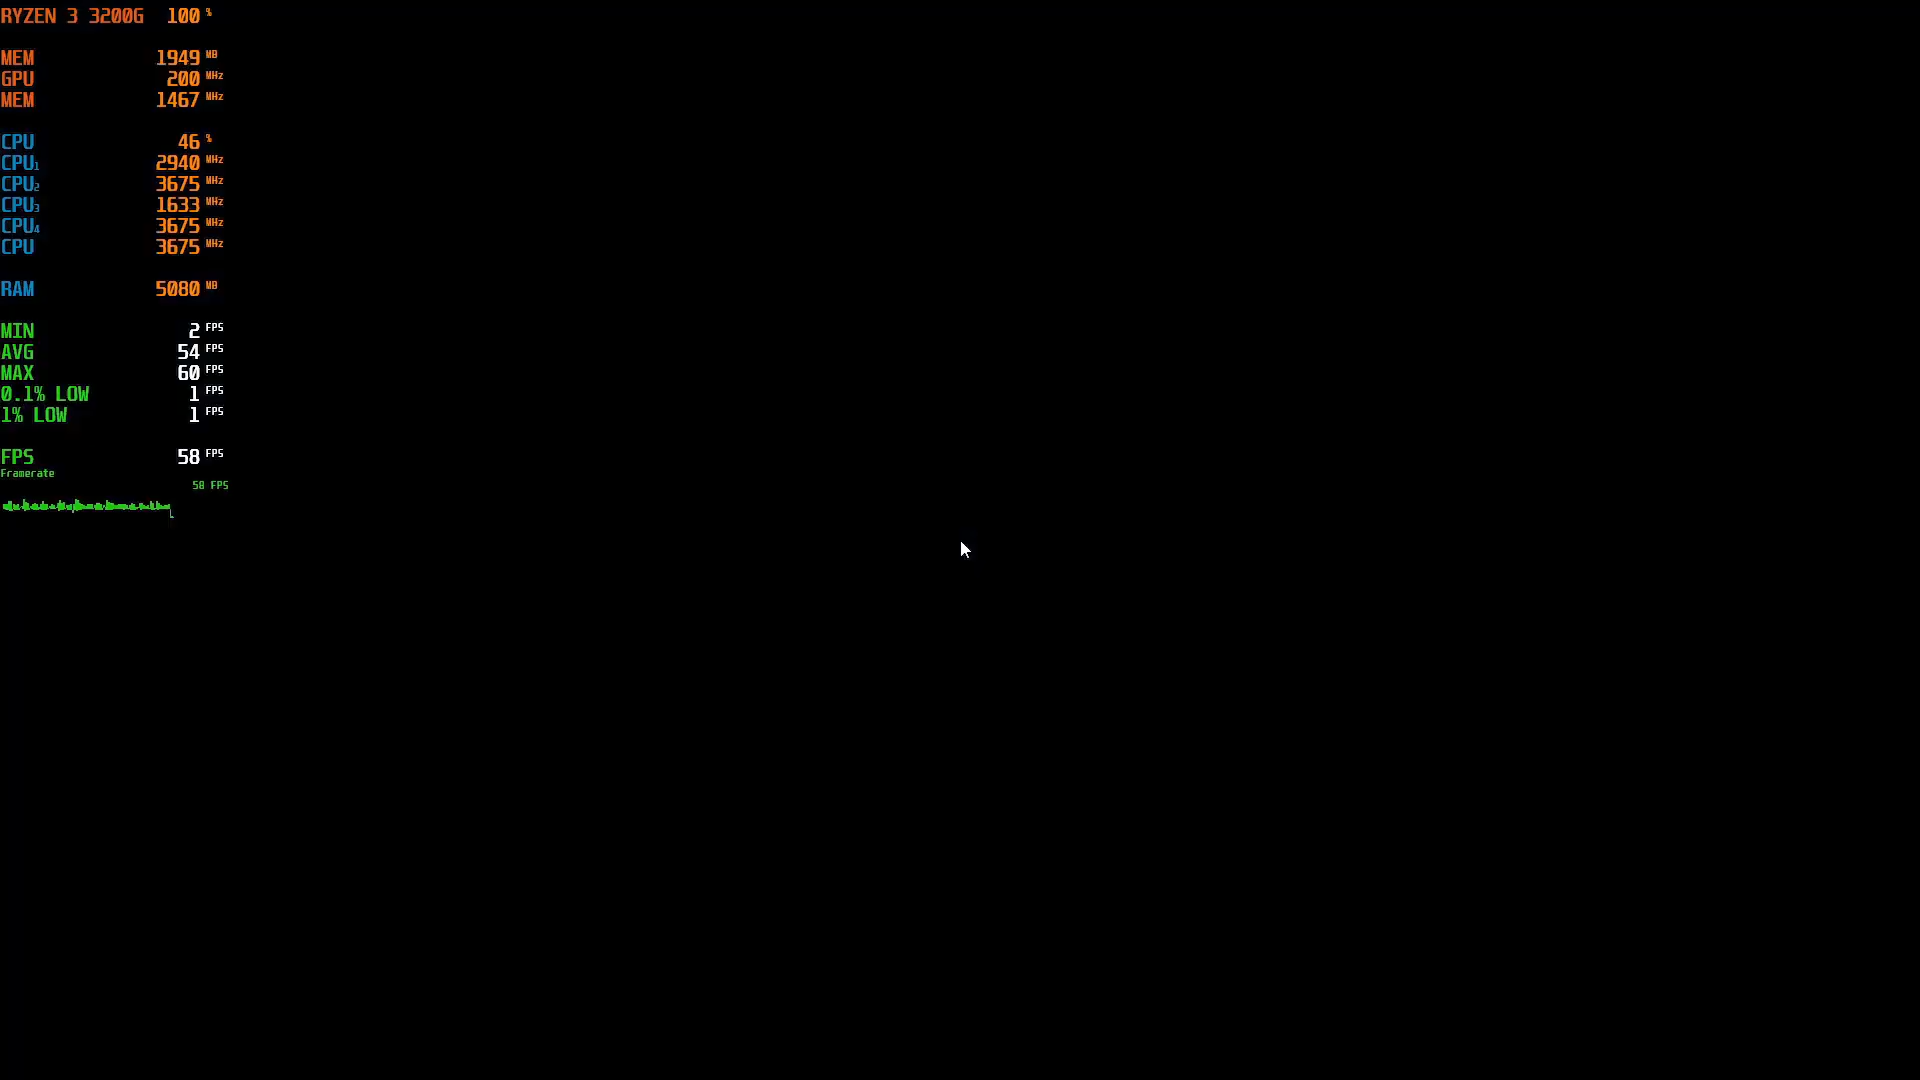 RYZEN 3 3200G 100 %
MEM 1949 MB
GPU 200 MHz
MEM 1467 MHz
CPU 46 %
CPU1 2940 MHz
CPU2 3675 MHz
CPU3 1633 MHz
CPU4 3675 MHz
CPU 3675 MHz
RAM 5080 MB
MIN 2 FPS
AVG 54 FPS
MAX 60 FPS
0.1% LOW 1 FPS
1% LOW 1 FPS
FPS 58 FPS
Framerate
58 FPS